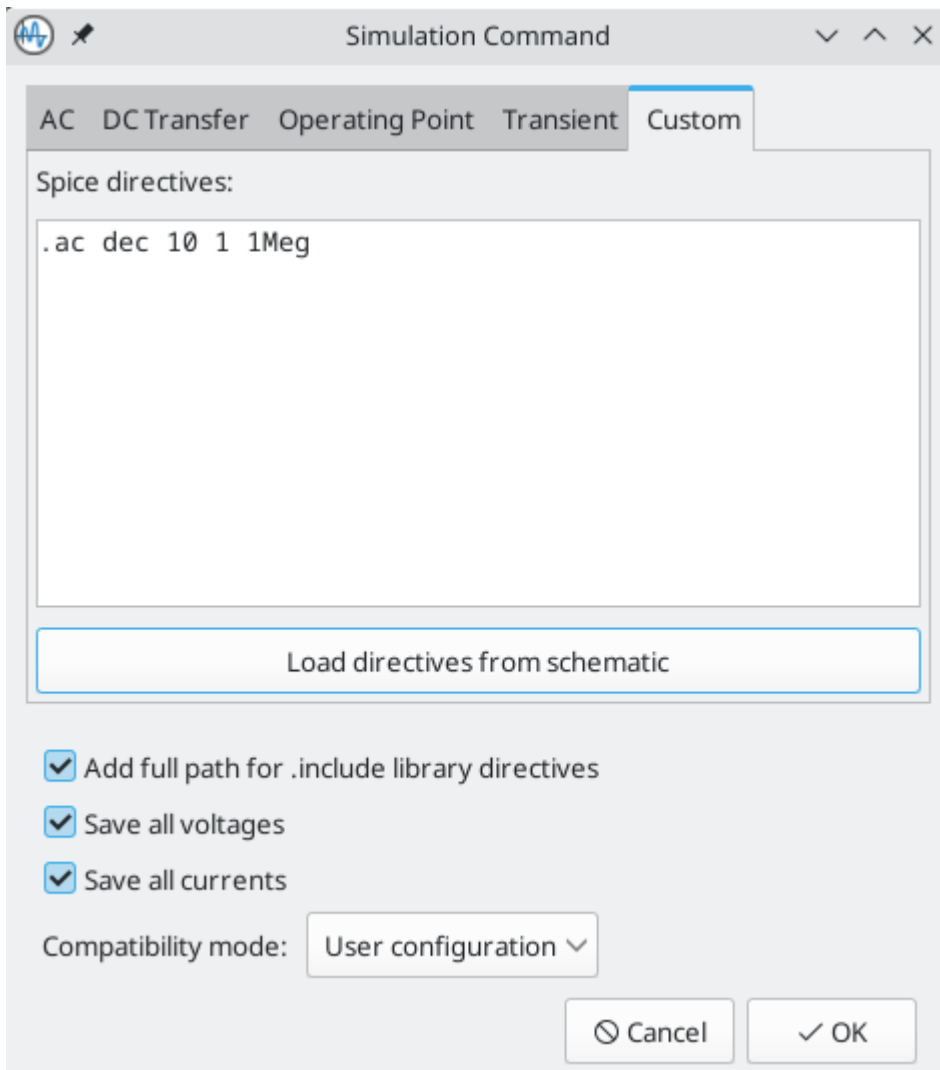 Simulation Command
AC DC Transfer Operating Point Transient Custom
Spice directives:
.ac dec 10 1 1Meg
Load directives from schematic
Add full path for .include library directives
Save all voltages
Save all currents
Compatibility mode: User configuration
Cancel OK